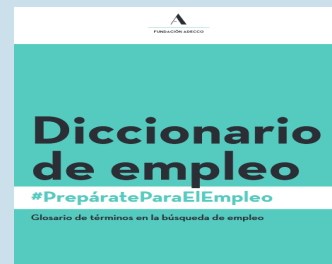 FUNDACIÓN ADECCO
Diccionario
de empleo
#PrepárateParaElEmpleo
Glosario de términos en la búsqueda de empleo